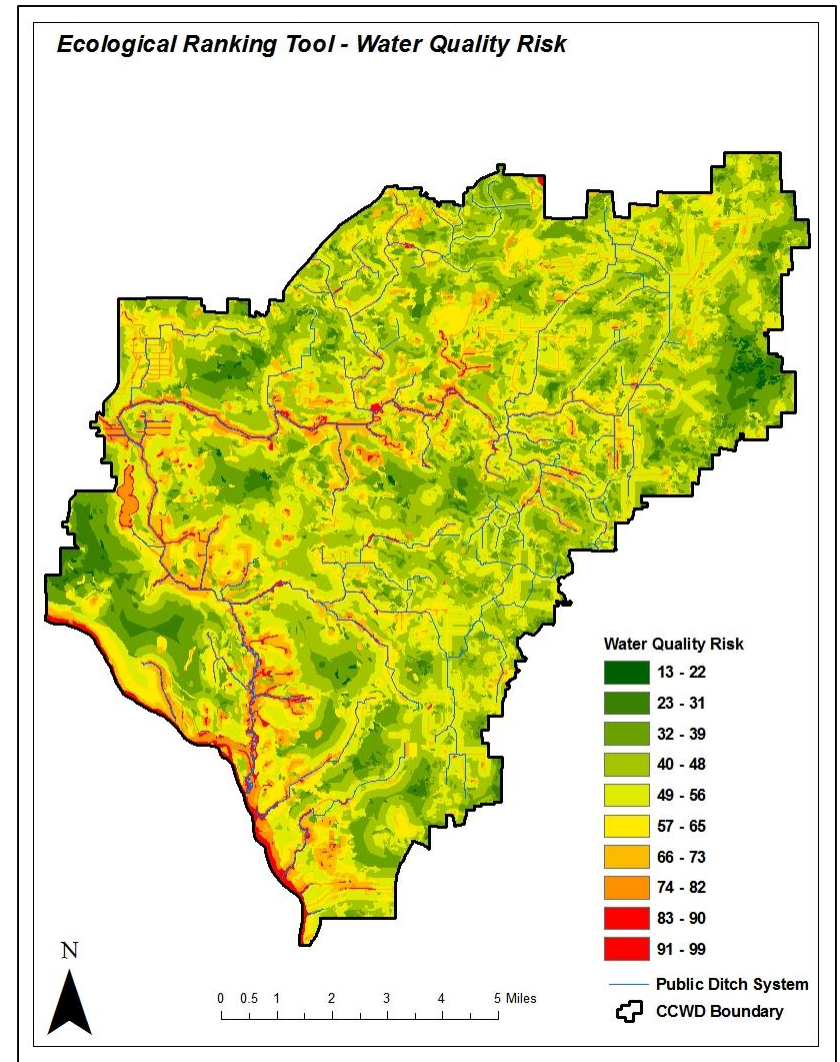 Ecological Ranking Tool - Water Quality Risk
Water Quality Risk
13 - 22
23 - 31
32 - 39
40 - 48
49 - 56
57 - 65
66 - 73
74 - 82
83 - 90
91 - 99
Public Ditch System
CCWD Boundary
N
0 0.5 1 2 3 4 5 Miles